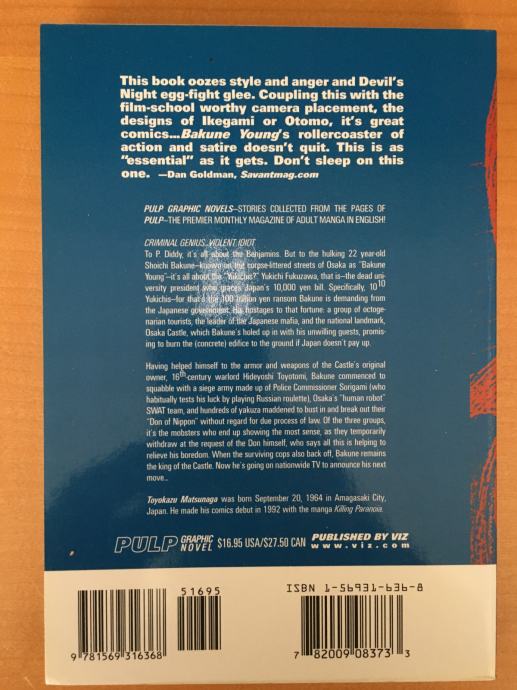 This book oozes style and anger and Devil's
Night egg-fight glee. Coupling this with the
film-school worthy camera placement, the
designs of Ikegami or Otomo, it's great
comics...Bakune Young's rollercoaster of
action and satire doesn't quit. This is as
"essential" as it gets. Don't sleep on this
one. —Dan Goldman, Savantmag.com
PULP GRAPHIC NOVELS–STORIES COLLECTED FROM THE PAGES OF
PULP–THE PREMIER MONTHLY MAGAZINE OF ADULT MANGA IN ENGLISH!
CRIMINAL GENIUS...VIOLENT IDIOT
To P. Diddy, it's all about the Benjamins. But to the hulking 22 year-old
Shoichi Bakune—known on the corpse-littered streets of Osaka as "Bakune
Young"—it's all about the "Yukichis?" Yukichi Fukuzawa, that is—the dead uni-
versity president who graces Japan's 10,000 yen bill. Specifically, 10¹⁰
Yukichis—for that's the 100 trillion yen ransom Bakune is demanding from
the Japanese government. His hostages to that fortune: a group of octoge-
narian tourists, the leader of the Japanese mafia, and the national landmark,
Osaka Castle, which Bakune's holed up in with his unwilling guests, promis-
ing to burn the (concrete) edifice to the ground if Japan doesn't pay up.
Having helped himself to the armor and weapons of the Castle's original
owner, 16th-century warlord Hideyoshi Toyotomi, Bakune commenced to
squabble with a siege army made up of Police Commissioner Sorigami (who
habitually tests his luck by playing Russian roulette), Osaka's "human robot"
SWAT team, and hundreds of yakuza maddened to bust in and break out their
"Don of Nippon" without regard for due process of law. Of the three groups,
it's the mobsters who end up showing the most sense, as they temporarily
withdraw at the request of the Don himself, who says all this is helping to
relieve his boredom. When the surviving cops also back off, Bakune remains
the king of the Castle. Now he's going on nationwide TV to announce his next
move...
Toyokazu Matsunaga was born September 20, 1964 in Amagasaki City,
Japan. He made his comics debut in 1992 with the manga Killing Paranoia.
PULP GRAPHIC NOVEL $16.95 USA/$27.50 CAN PUBLISHED BY VIZ
www.viz.com
51695
ISBN 1-56931-636-8
9 781569 316368
7 82009 08373 3